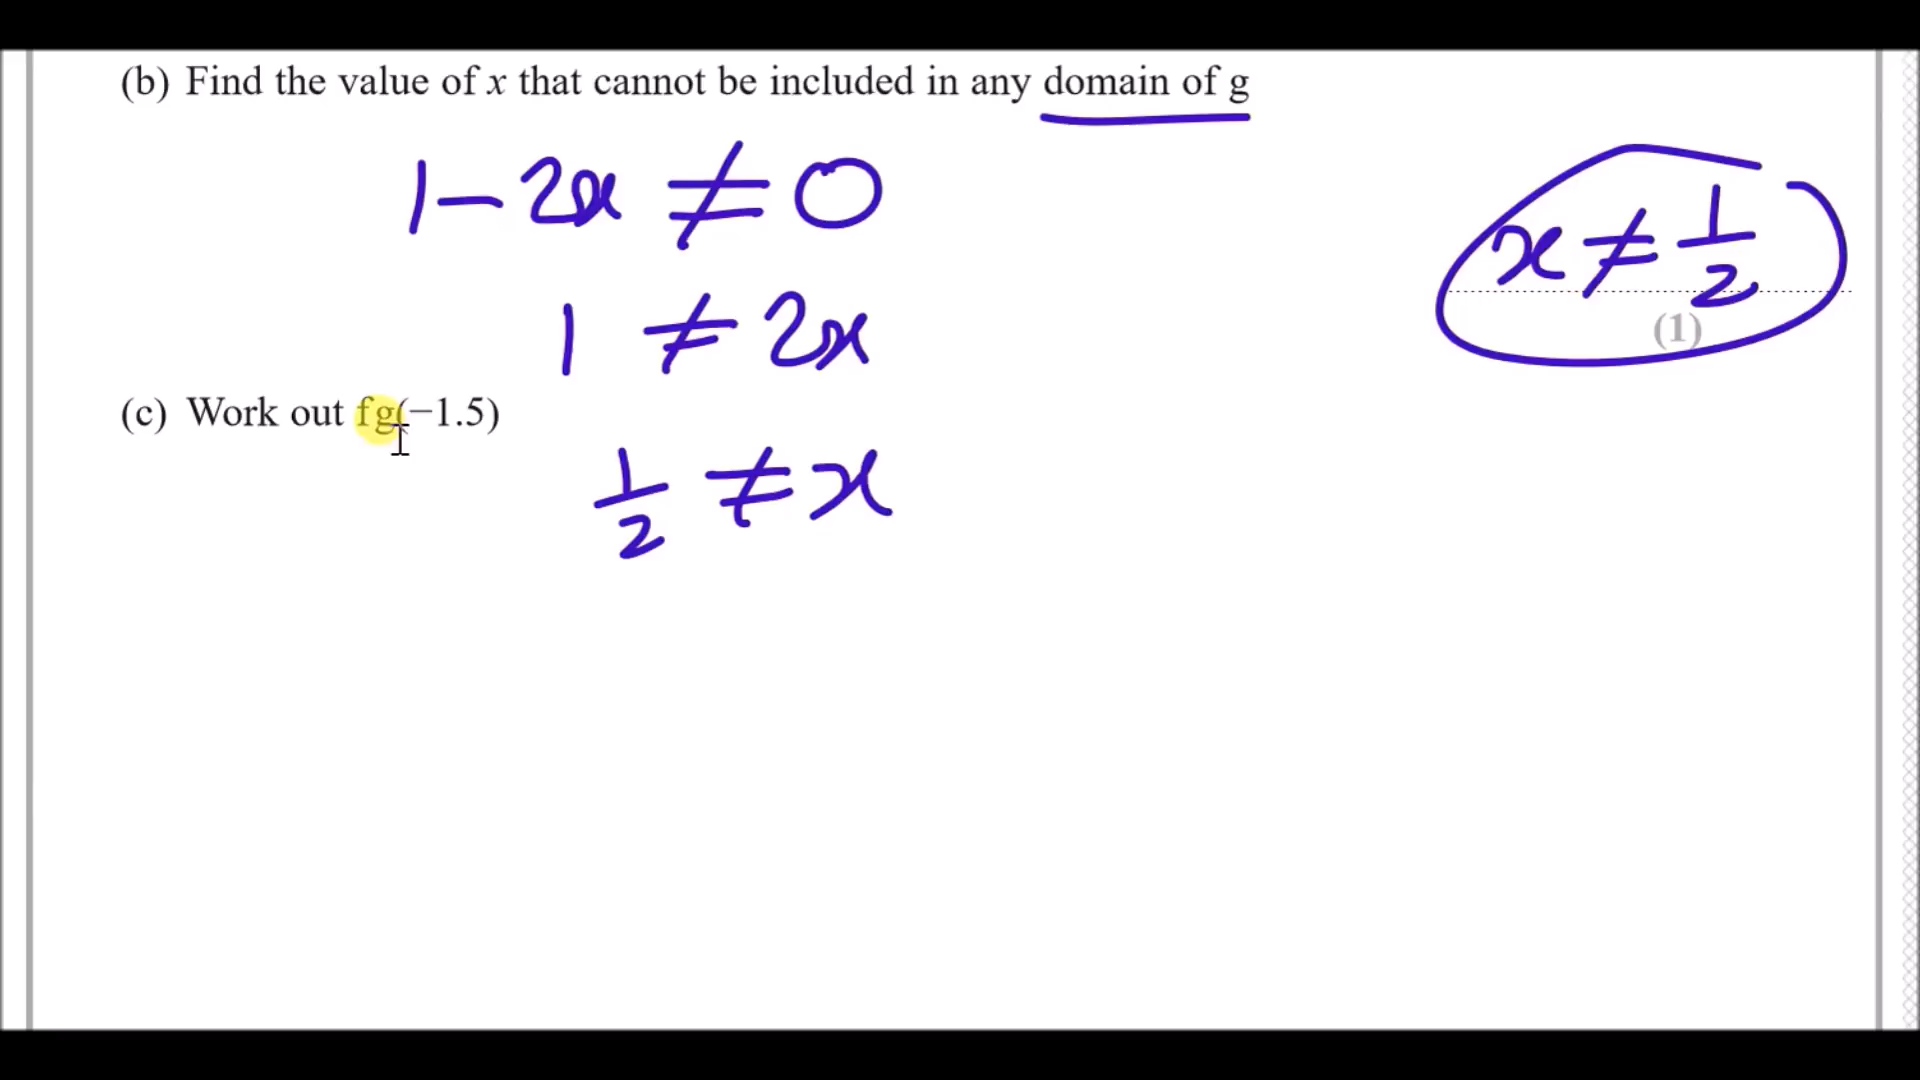 (b) Find the value of x that cannot be included in any domain of g
1 - 2x ≠ 0
x ≠ 1/2
(1)
1 ≠ 2x
(c) Work out fg(−1.5)
1/2 ≠ x